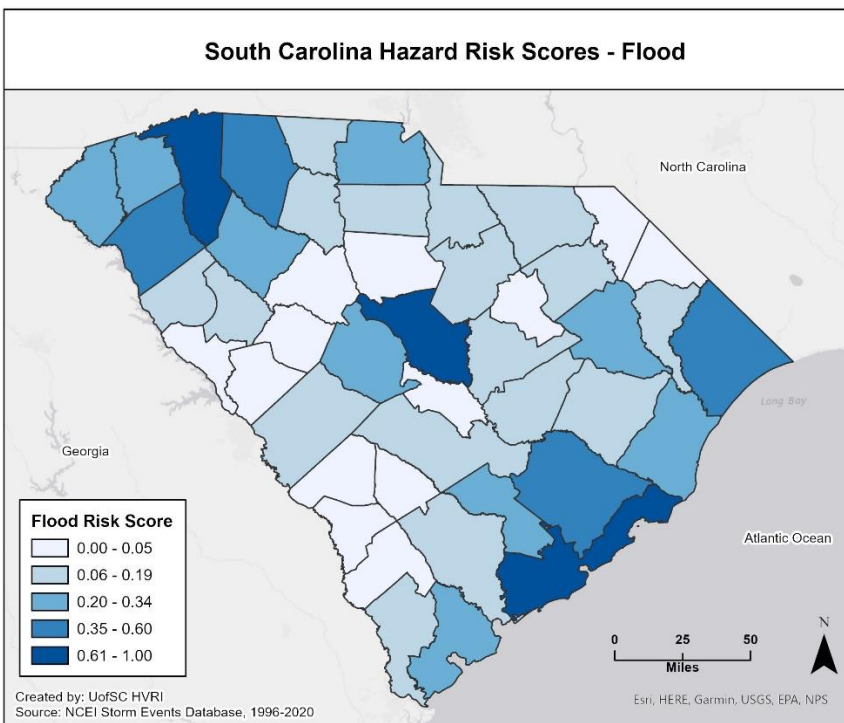 South Carolina Hazard Risk Scores - Flood
North Carolina
Long Bay
Georgia
Atlantic Ocean
Flood Risk Score
0.00 - 0.05
0.06 - 0.19
0.20 - 0.34
0.35 - 0.60
0.61 - 1.00
N
0 25 50
Miles
Created by: UofSC HVRI
Source: NCEI Storm Events Database, 1996-2020
Esri, HERE, Garmin, USGS, EPA, NPS